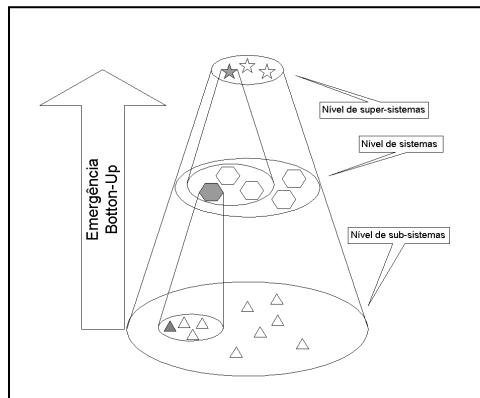 Nível de super-sistemas
Nível de sistemas
Nível de sub-sistemas
Emergência
Botton-Up